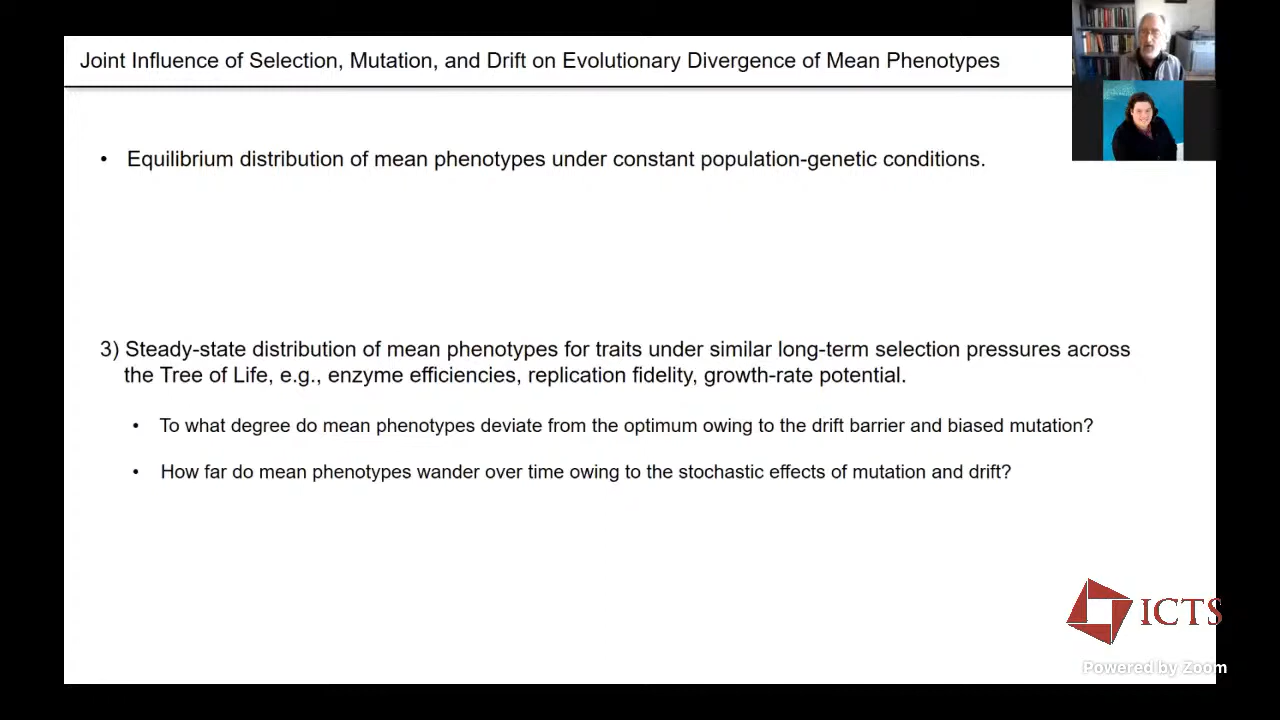 Joint Influence of Selection, Mutation, and Drift on Evolutionary Divergence of Mean Phenotypes
• Equilibrium distribution of mean phenotypes under constant population-genetic conditions.
3) Steady-state distribution of mean phenotypes for traits under similar long-term selection pressures across
the Tree of Life, e.g., enzyme efficiencies, replication fidelity, growth-rate potential.
• To what degree do mean phenotypes deviate from the optimum owing to the drift barrier and biased mutation?
• How far do mean phenotypes wander over time owing to the stochastic effects of mutation and drift?
ICTS
Powered by Zoom